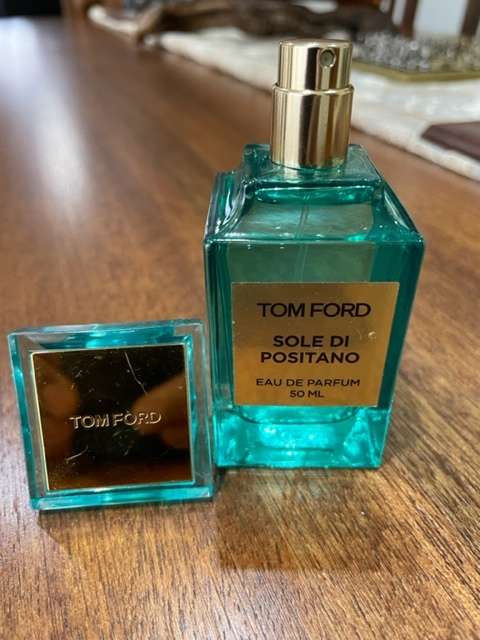 TOM FORD
SOLE DI
POSITANO
EAU DE PARFUM
50 ML
TOM FORD